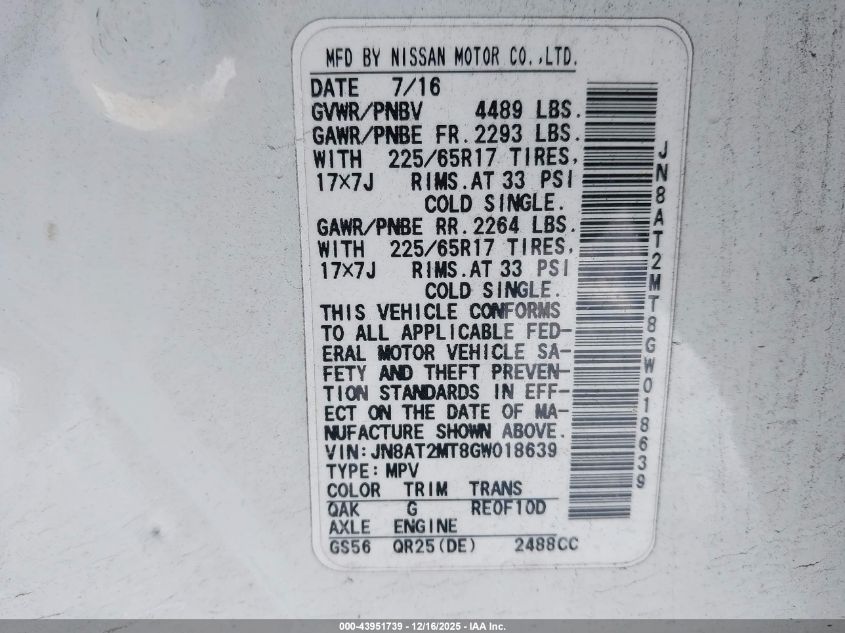 MFD BY NISSAN MOTOR CO.,LTD.
DATE 7/16
GVWR/PNBV 4489 LBS.
GAWR/PNBE FR. 2293 LBS.
WITH 225/65R17 TIRES,
17×7J RIMS. AT 33 PSI
COLD SINGLE.
GAWR/PNBE RR. 2264 LBS.
WITH 225/65R17 TIRES,
17×7J RIMS. AT 33 PSI
COLD SINGLE.
THIS VEHICLE CONFORMS
TO ALL APPLICABLE FED-
ERAL MOTOR VEHICLE SA-
FETY AND THEFT PREVEN-
TION STANDARDS IN EFF-
ECT ON THE DATE OF MA-
NUFACTURE SHOWN ABOVE.
VIN: JN8AT2MT8GW018639
TYPE: MPV
COLOR TRIM TRANS
QAK G RE0F10D
AXLE ENGINE
GS56 QR25(DE) 2488CC
JN8AT2MT8GW018639
000-43951739 - 12/16/2025 - IAA Inc.